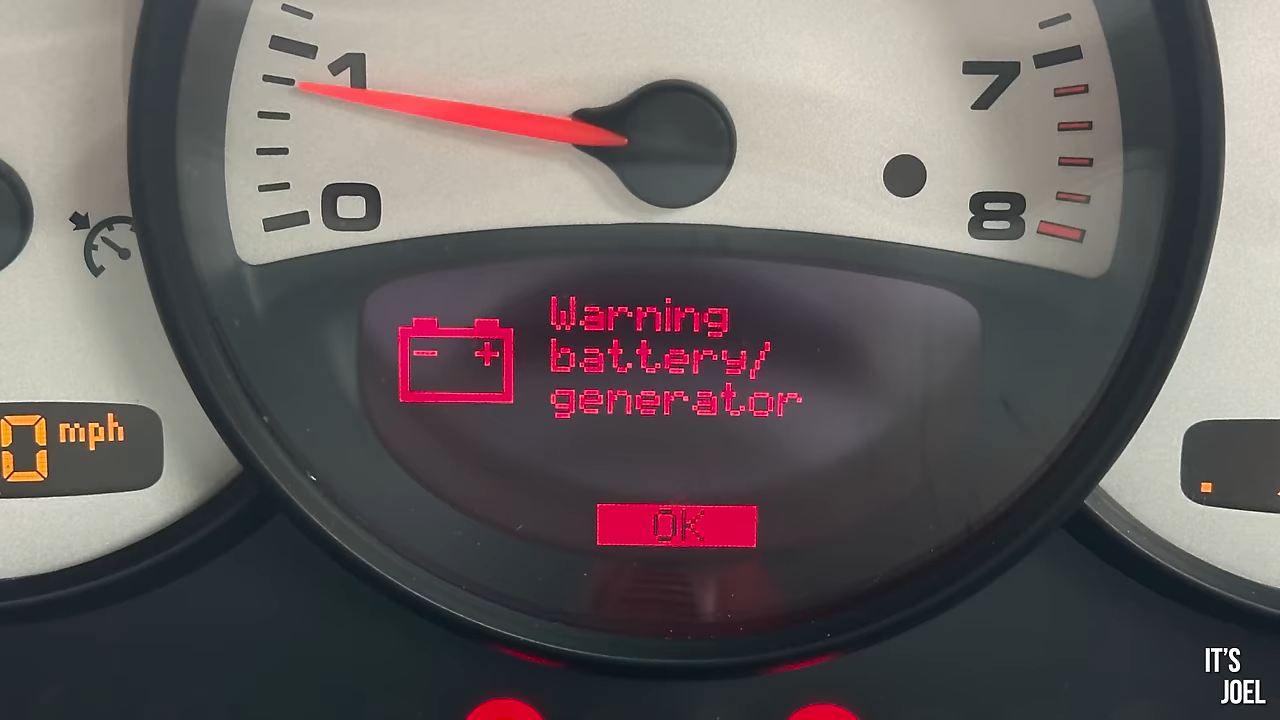 1
7
0
8
- +
Warning
battery/
generator
0 mph
OK
IT'S
JOEL